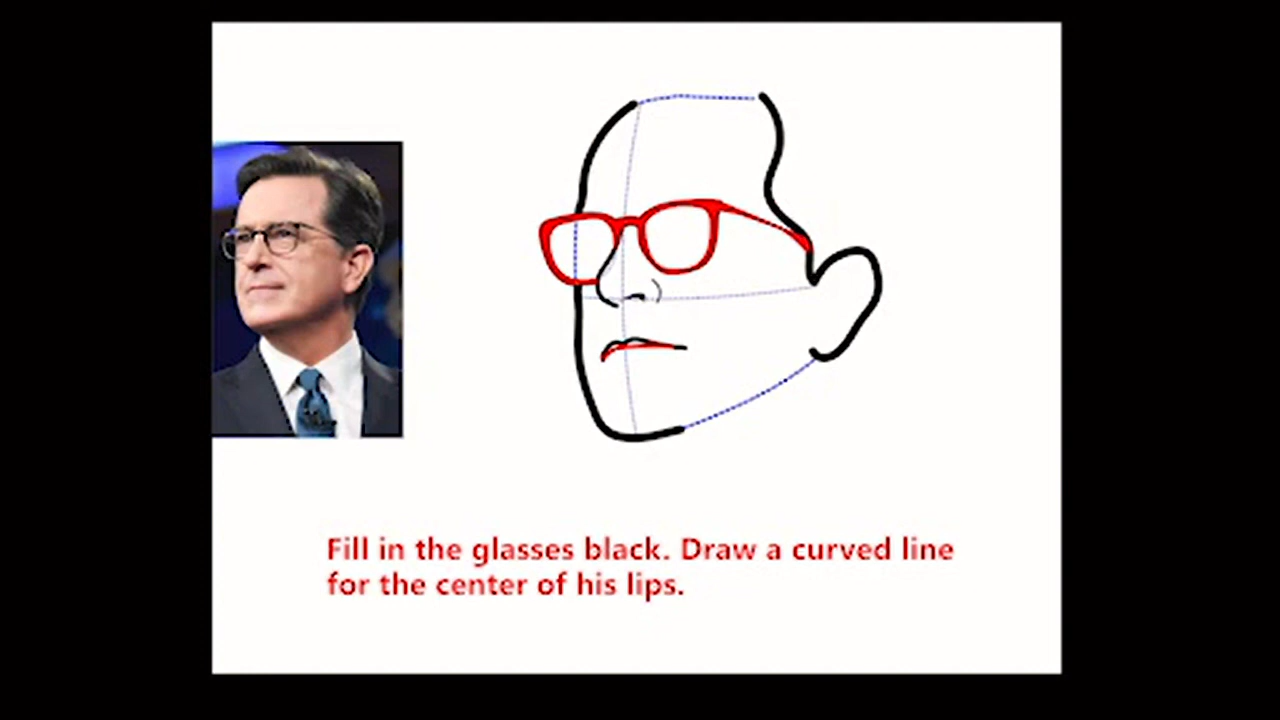 Fill in the glasses black. Draw a curved line
for the center of his lips.